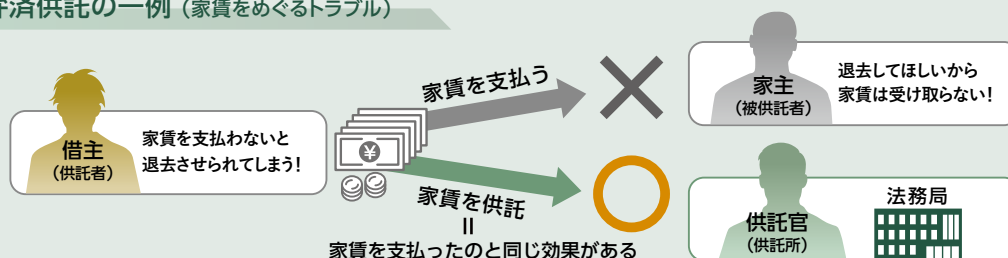 済供託の一例（家賃をめぐるトラブル）
借主
（供託者）
家賃を支払わないと
退去させられてしまう！
¥
家賃を支払う
家主
（被供託者）
退去してほしいから
家賃は受け取らない！
家賃を供託
＝
家賃を支払ったのと同じ効果がある
供託官
（供託所）
法務局